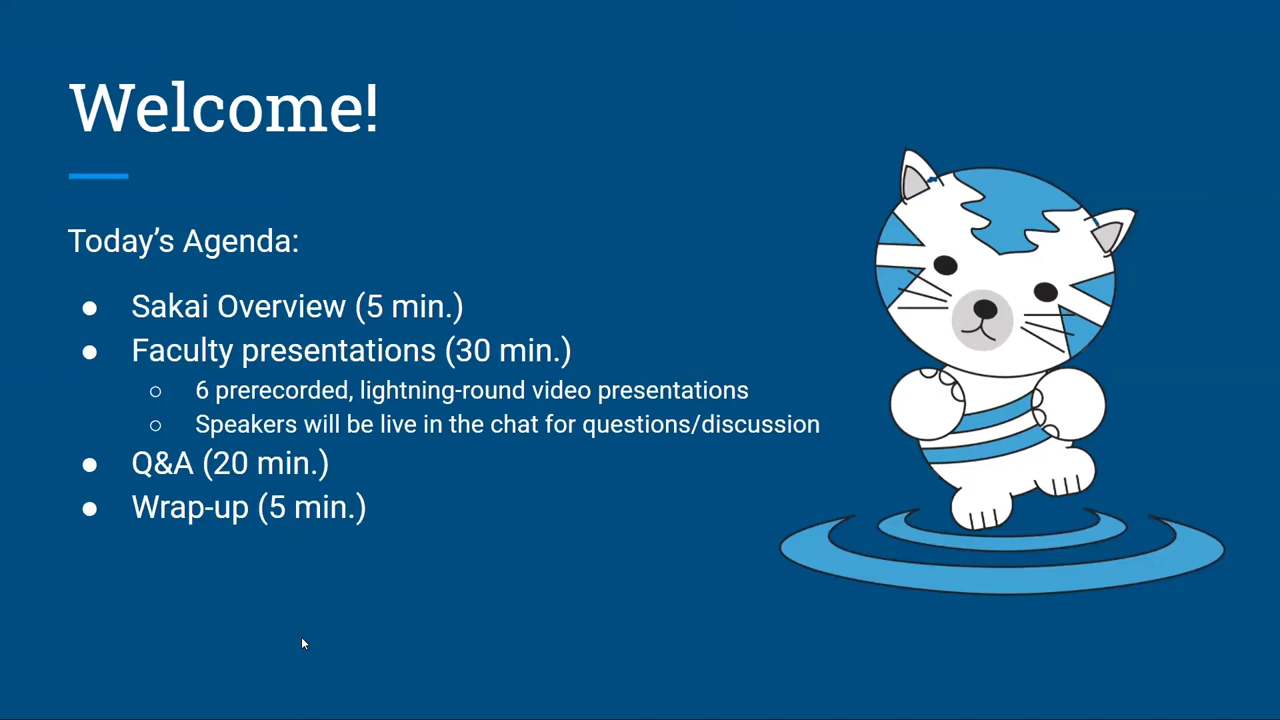 Welcome!
Today’s Agenda:
● Sakai Overview (5 min.)
● Faculty presentations (30 min.)
○ 6 prerecorded, lightning-round video presentations
○ Speakers will be live in the chat for questions/discussion
● Q&A (20 min.)
● Wrap-up (5 min.)